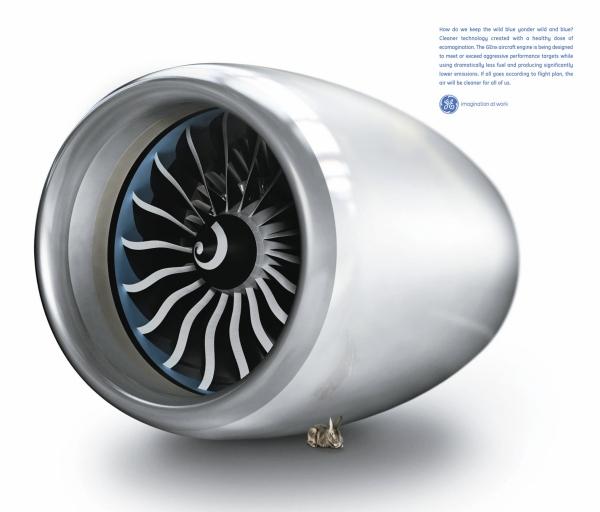 How do we keep the wild blue yonder wild and blue?
Cleaner technology created with a healthy dose of
ecomagination. The GEnx aircraft engine is being designed
to meet or exceed aggressive performance targets while
using dramatically less fuel and producing significantly
lower emissions. If all goes according to flight plan, the
air will be cleaner for all of us.
GE imagination at work